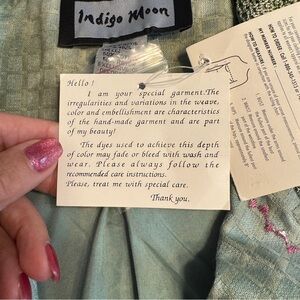 Indigo Moon
Hello !
I am your special garment.The
irregularities and variations in the weave,
color and embellishment are characteristics
of the hand-made garment and are part
of my beauty!
The dyes used to achieve this depth
of color may fade or bleed with wash and
wear. Please always follow the
recommended care instructions.
Please, treat me with special care.
Thank you.
HOW TO ORDER: